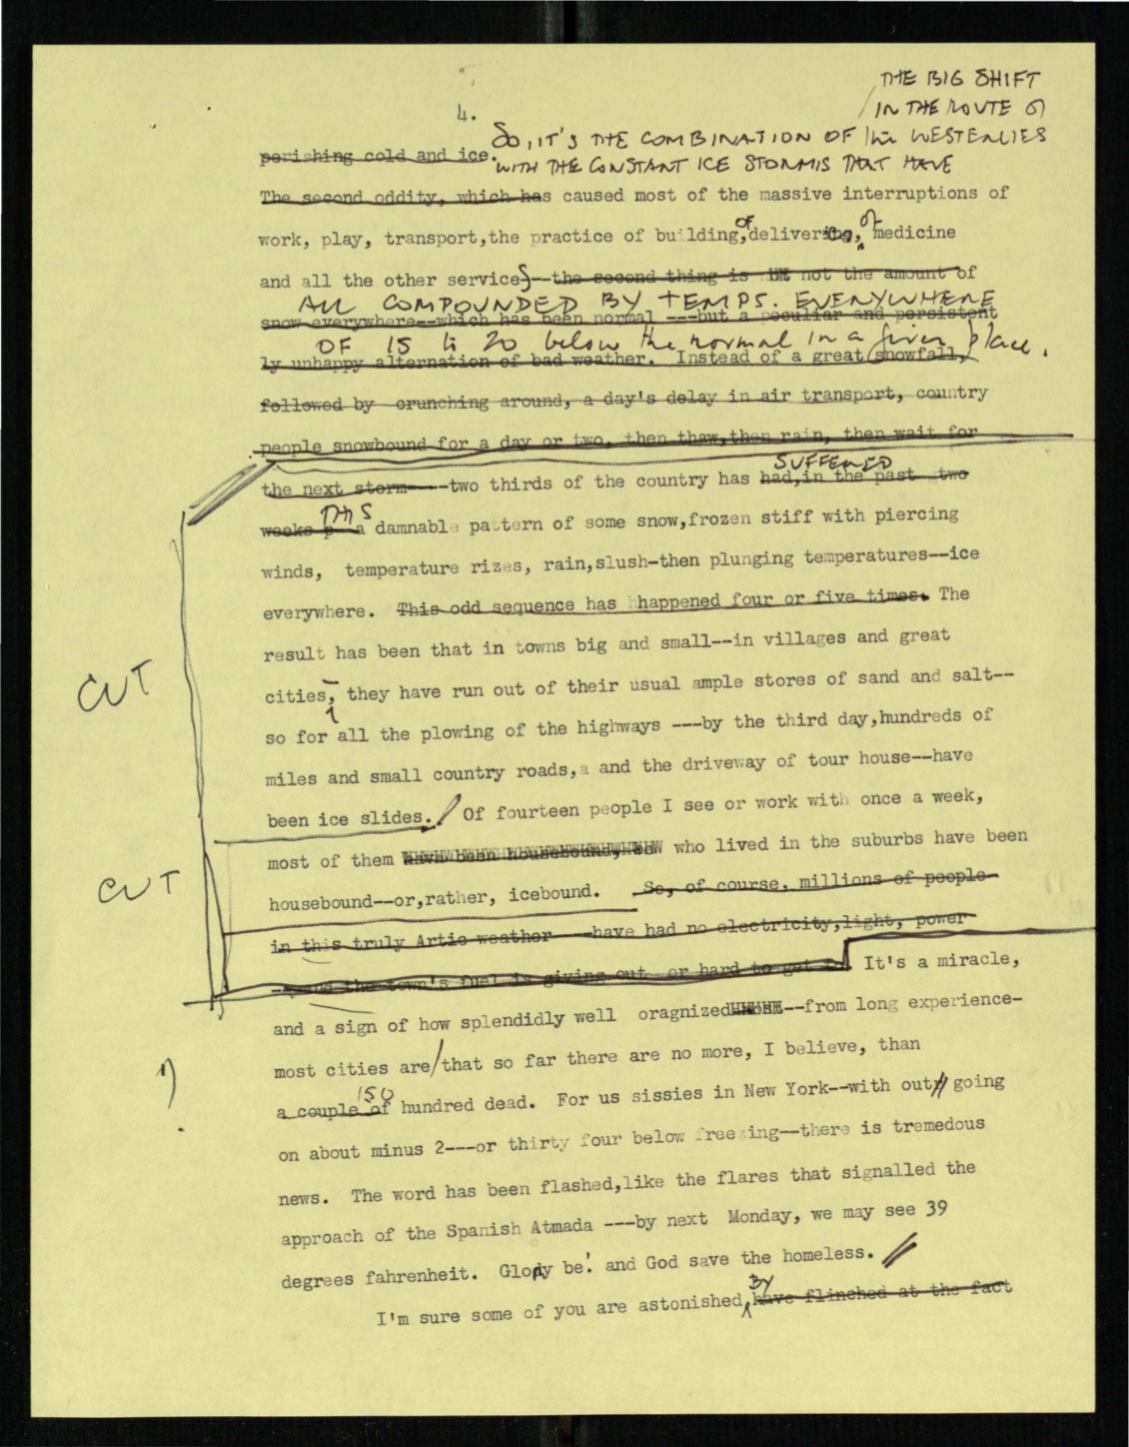 THE BIG SHIFT
IN THE ROUTE OF
4.
SO, IT'S THE COMBINATION OF THE WESTERLIES
perishing cold and ice.
WITH THE CONSTANT ICE STORMS THAT HAVE
The second oddity, which has caused most of the massive interruptions of
OF OF
work, play, transport,the practice of building,delivering, medicine
and all the other services--the second thing is not the amount of
ALL COMPOUNDED BY TEMPS. EVERYWHERE
snow everywhere--which has been normal ---but a peculiar and persistent
OF 15 to 20 below the normal in a given place.
ly unhappy alternation of bad weather. Instead of a great snowfall,
followed by crunching around, a day's delay in air transport, country
people snowbound for a day or two, then thaw,then rain, then wait for
SUFFERED
the next storm----two thirds of the country has had,in the past two
THIS
weeks a damnable pattern of some snow,frozen stiff with piercing
winds, temperature rizes, rain,slush-then plunging temperatures--ice
everywhere. This odd sequence has happened four or five times. The
result has been that in towns big and small--in villages and great
CUT
cities, they have run out of their usual ample stores of sand and salt--
so for all the plowing of the highways ---by the third day,hundreds of
miles and small country roads,a and the driveway of tour house--have
been ice slides. Of fourteen people I see or work with once a week,
most of them have been housebound, who lived in the suburbs have been
CUT
housebound--or,rather, icebound. So, of course, millions of people
in this truly Artic weather---have had no electricity,light, power
and the town's fuel is giving out or hard to get to. It's a miracle,
and a sign of how splendidly well oragnized--from long experience-
most cities are/that so far there are no more, I believe, than
?
150
a couple of hundred dead. For us sissies in New York--with out going
on about minus 2---or thirty four below freezing--there is tremedous
news. The word has been flashed,like the flares that signalled the
approach of the Spanish Atmada ---by next Monday, we may see 39
degrees fahrenheit. Glory be! and God save the homeless. //
BY
I'm sure some of you are astonished, have flinched at the fact